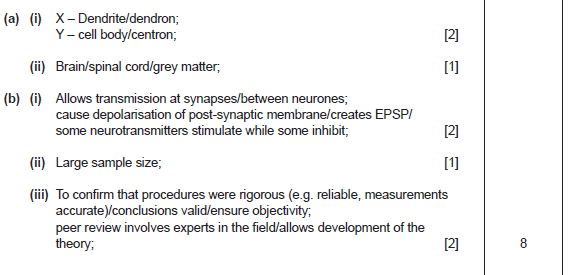 (a) (i) X – Dendrite/dendron;
Y – cell body/centron; [2]
(ii) Brain/spinal cord/grey matter; [1]
(b) (i) Allows transmission at synapses/between neurones;
cause depolarisation of post-synaptic membrane/creates EPSP/
some neurotransmitters stimulate while some inhibit; [2]
(ii) Large sample size; [1]
(iii) To confirm that procedures were rigorous (e.g. reliable, measurements
accurate)/conclusions valid/ensure objectivity;
peer review involves experts in the field/allows development of the
theory; [2] 8